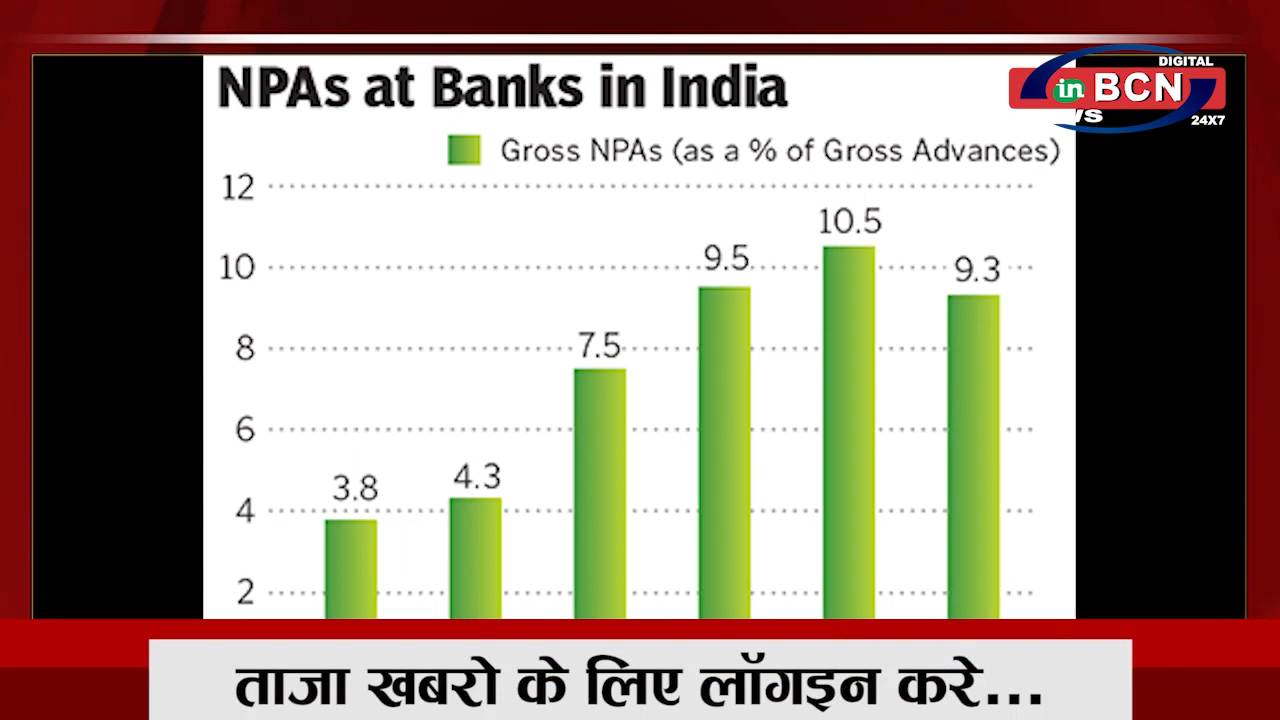 NPAs at Banks in India
DIGITAL
in BCN
WS
24X7
Gross NPAs (as a % of Gross Advances)
12
10
8
6
4
2
3.8
4.3
7.5
9.5
10.5
9.3
ताजा खबरो के लिए लॉगइन करे...